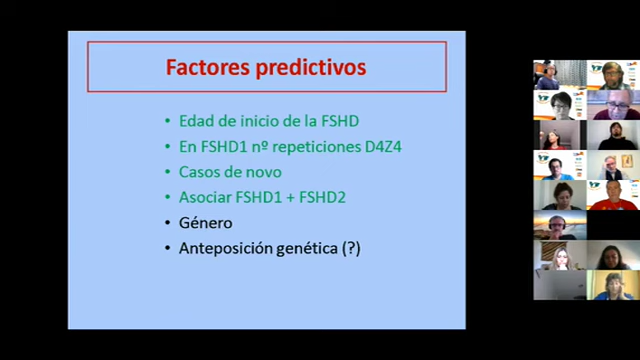 Factores predictivos
• Edad de inicio de la FSHD
• En FSHD1 nº repeticiones D4Z4
• Casos de novo
• Asociar FSHD1 + FSHD2
• Género
• Anteposición genética (?)